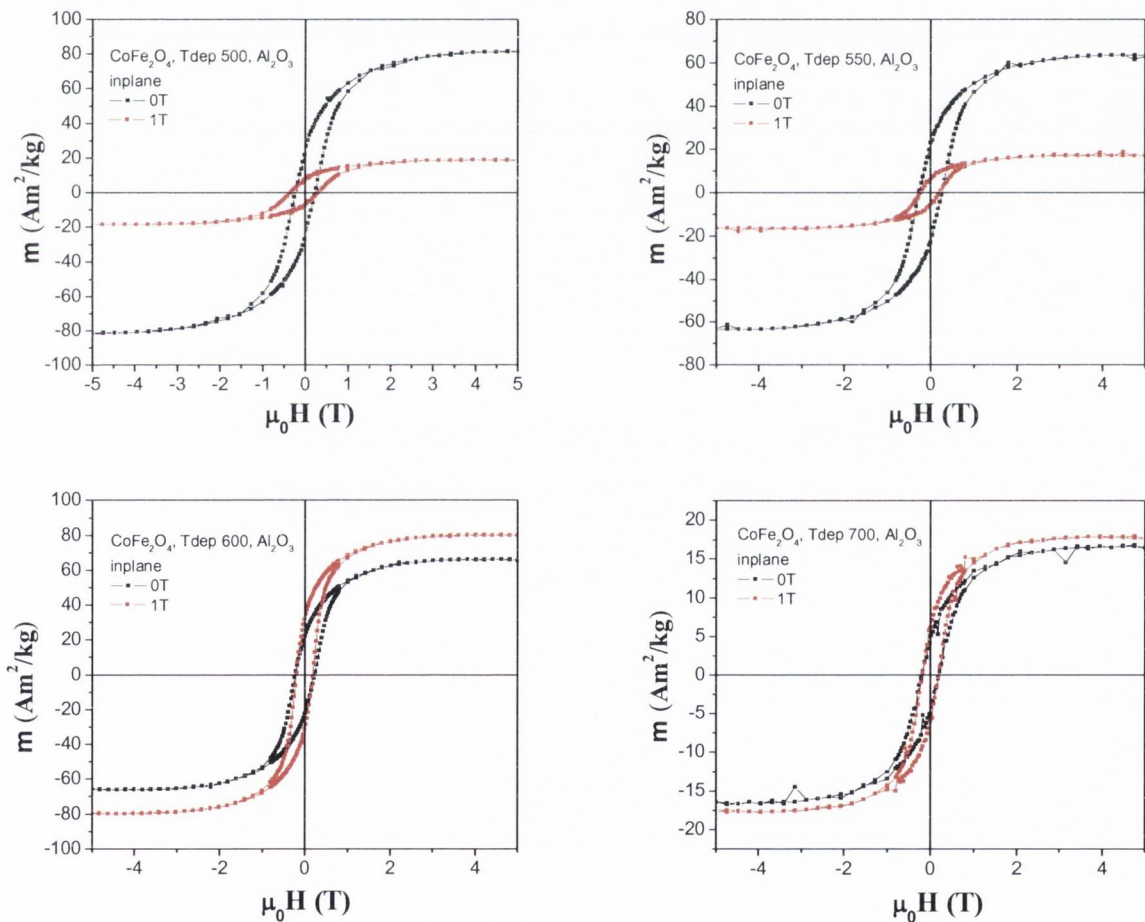 CoFe₂O₄, Tdep 500, Al₂O₃
inplane
0T
1T
100
80
60
40
20
0
-20
-40
-60
-80
-100
m (Am²/kg)
-5 -4 -3 -2 -1 0 1 2 3 4 5
μ₀H (T)
CoFe₂O₄, Tdep 550, Al₂O₃
inplane
0T
1T
80
60
40
20
0
-20
-40
-60
-80
m (Am²/kg)
-4 -2 0 2 4
μ₀H (T)
CoFe₂O₄, Tdep 600, Al₂O₃
inplane
0T
1T
100
80
60
40
20
0
-20
-40
-60
-80
-100
m (Am²/kg)
-4 -2 0 2 4
μ₀H (T)
CoFe₂O₄, Tdep 700, Al₂O₃
inplane
0T
1T
25
20
15
10
5
0
-5
-10
-15
-20
m (Am²/kg)
-4 -2 0 2 4
μ₀H (T)